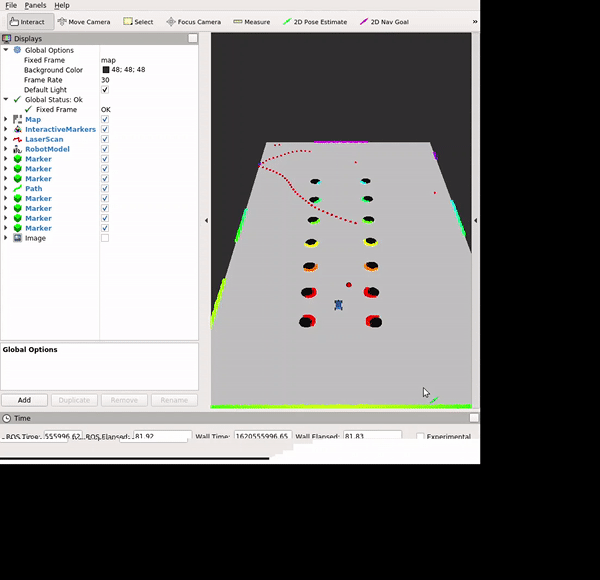 File Panels Help
Interact Move Camera Select Focus Camera Measure 2D Pose Estimate 2D Nav Goal »
Displays
Global Options
Fixed Frame map
Background Color 48; 48; 48
Frame Rate 30
Default Light
Global Status: Ok
Fixed Frame OK
Map
InteractiveMarkers
LaserScan
RobotModel
Marker
Marker
Marker
Path
Marker
Marker
Marker
Marker
Image
Global Options
Add Duplicate Remove Rename
Time
ROS Time: 555996.62 ROS Elapsed: 81.92 Wall Time: 1620555996.65 Wall Elapsed: 81.83 Experimental